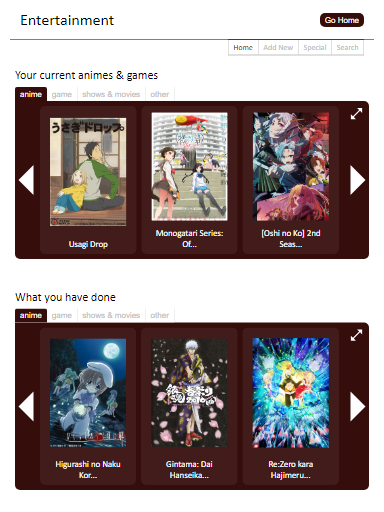 Entertainment
Go Home
Home
Add New
Special
Search
Your current animes & games
anime
game
shows & movies
other
うさぎドロップ
Usagi Drop
Monogatari Series:
Of...
[Oshi no Ko] 2nd
Seas...
What you have done
anime
game
shows & movies
other
Higurashi no Naku
Kor...
Gintama: Dai
Hanseika...
Re:Zero kara
Hajimeru...